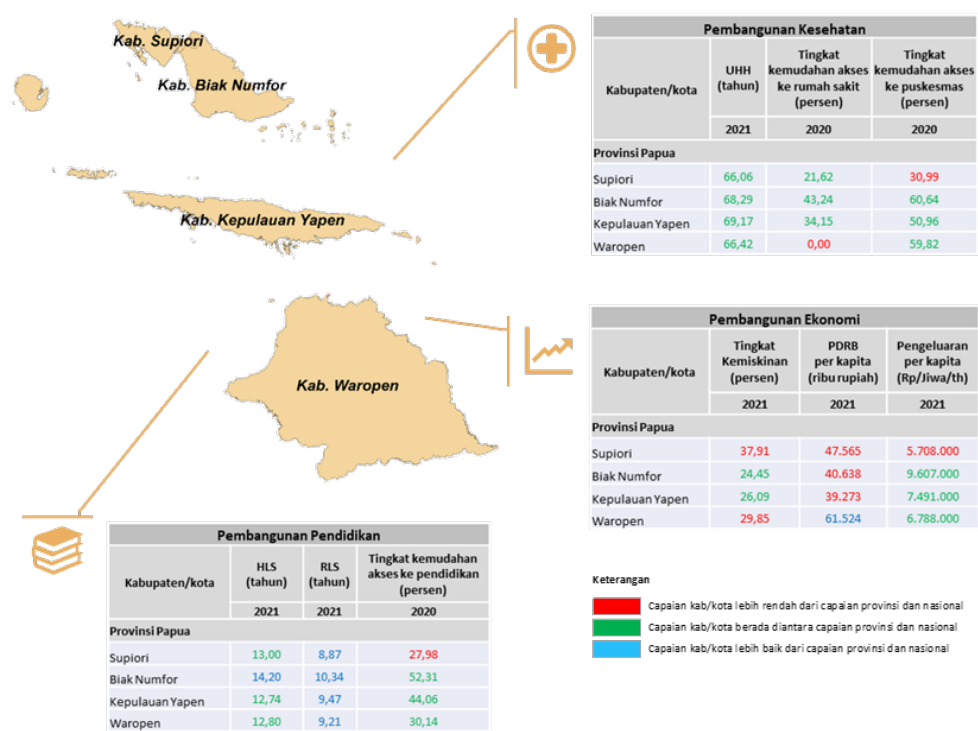 Kab. Supiori
Kab. Biak Numfor
Kab. Kepulauan Yapen
Kab. Waropen
Pembangunan Kesehatan
Kabupaten/kota UHH (tahun) Tingkat kemudahan akses ke rumah sakit (persen) Tingkat kemudahan akses ke puskesmas (persen)
2021 2020 2020
Provinsi Papua
Supiori 66,06 21,62 30,99
Biak Numfor 68,29 43,24 60,64
Kepulauan Yapen 69,17 34,15 50,96
Waropen 66,42 0,00 59,82
Pembangunan Ekonomi
Kabupaten/kota Tingkat Kemiskinan (persen) PDRB per kapita (ribu rupiah) Pengeluaran per kapita (Rp/Jiwa/th)
2021 2021 2021
Provinsi Papua
Supiori 37,91 47.565 5.708.000
Biak Numfor 24,45 40.638 9.607.000
Kepulauan Yapen 26,09 39.273 7.491.000
Waropen 29,85 61.524 6.788.000
Pembangunan Pendidikan
Kabupaten/kota HLS (tahun) RLS (tahun) Tingkat kemudahan akses ke pendidikan (persen)
2021 2021 2020
Provinsi Papua
Supiori 13,00 8,87 27,98
Biak Numfor 14,20 10,34 52,31
Kepulauan Yapen 12,74 9,47 44,06
Waropen 12,80 9,21 30,14
Keterangan
Capaian kab/kota lebih rendah dari capaian provinsi dan nasional
Capaian kab/kota berada diantara capaian provinsi dan nasional
Capaian kab/kota lebih baik dari capaian provinsi dan nasional